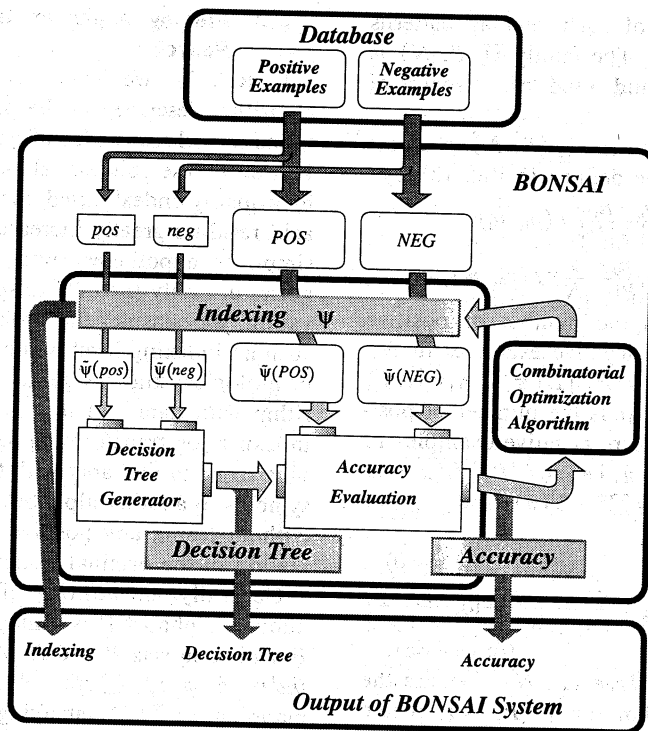 Database
Positive
Examples
Negative
Examples
BONSAI
pos
neg
POS
NEG
Indexing ψ
ψ̃(pos)
ψ̃(neg)
ψ̃(POS)
ψ̃(NEG)
Combinatorial
Optimization
Algorithm
Decision
Tree
Generator
Accuracy
Evaluation
Decision Tree
Accuracy
Indexing
Decision Tree
Accuracy
Output of BONSAI System